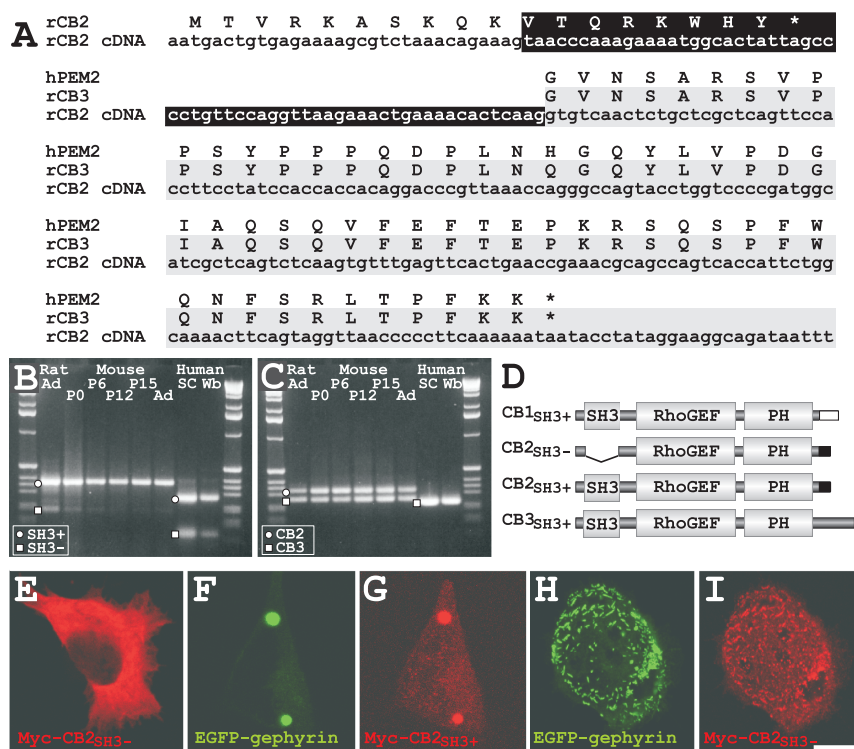 A
rCB2 M T V R K A S K Q K V T Q R K W H Y *
rCB2 cDNA aatgactgtgagaaaagcgtctaaacagaaagtaacccaaagaaaatggcactattagcc
hPEM2 G V N S A R S V P
rCB3 G V N S A R S V P
rCB2 cDNA cctgttccaggttaagaaactgaaaacactcaaggtgtcaactctgctcgctcagttcca
hPEM2 P S Y P P P Q D P L N H G Q Y L V P D G
rCB3 P S Y P P P Q D P L N Q G Q Y L V P D G
rCB2 cDNA ccttcctatccaccaccacaggacccgttaaaccagggccagtacctggtccccgatggc
hPEM2 I A Q S Q V F E F T E P K R S Q S P F W
rCB3 I A Q S Q V F E F T E P K R S Q S P F W
rCB2 cDNA atcgctcagtctcaagtgtttgagttcactgaaccgaaacgcagccagtcaccattctgg
hPEM2 Q N F S R L T P F K K *
rCB3 Q N F S R L T P F K K *
rCB2 cDNA caaaacttcagtaggttaacccccttcaaaaaataatacctataggaaggcagataattt
B
Rat Mouse Human
Ad P6 P15 SC Wb
P0 P12 Ad
SH3+
SH3-
C
Rat Mouse Human
Ad P6 P15 SC Wb
P0 P12 Ad
CB2
CB3
D
CB1SH3+ SH3 RhoGEF PH
CB2SH3- RhoGEF PH
CB2SH3+ SH3 RhoGEF PH
CB3SH3+ SH3 RhoGEF PH
E
Myc-CB2SH3-
F
EGFP-gephyrin
G
Myc-CB2SH3+
H
EGFP-gephyrin
I
Myc-CB2SH3-